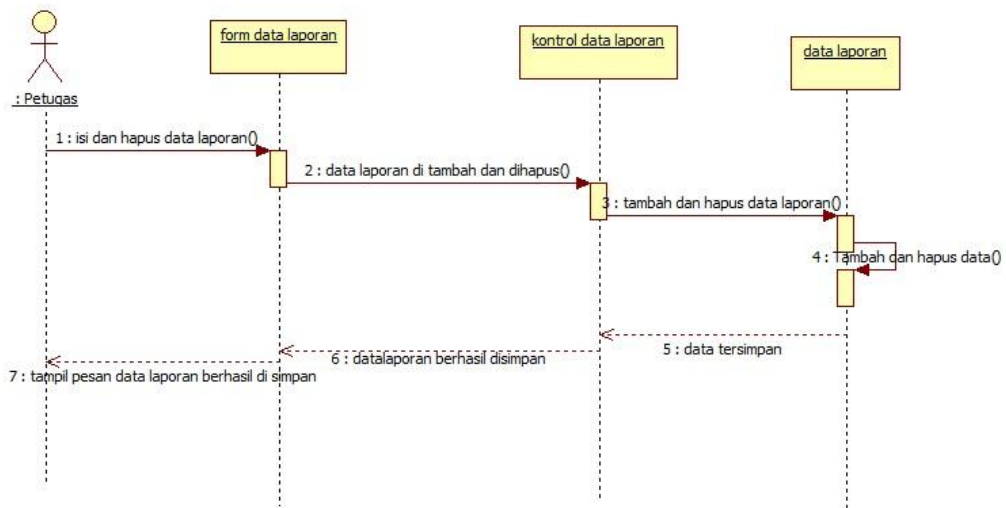 form data laporan
kontrol data laporan
data laporan
: Petugas
1 : isi dan hapus data laporan()
2 : data laporan di tambah dan dihapus()
3 : tambah dan hapus data laporan()
4 : Tambah dan hapus data()
5 : data tersimpan
6 : datalaporan berhasil disimpan
7 : tampil pesan data laporan berhasil di simpan